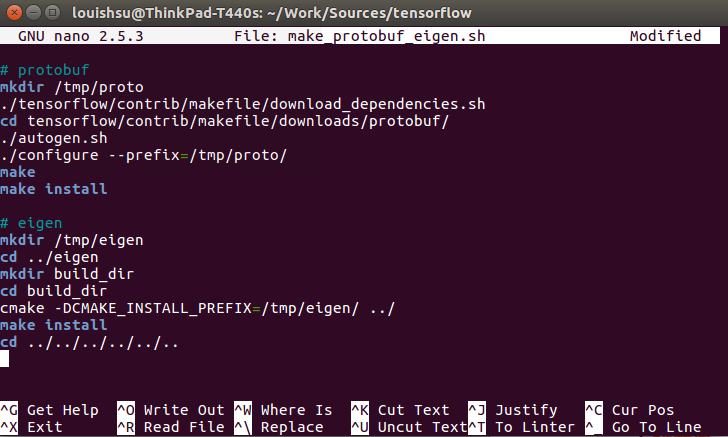 louishsu@ThinkPad-T440s: ~/Work/Sources/tensorflow
GNU nano 2.5.3 File: make_protobuf_eigen.sh Modified
# protobuf
mkdir /tmp/proto
./tensorflow/contrib/makefile/download_dependencies.sh
cd tensorflow/contrib/makefile/downloads/protobuf/
./autogen.sh
./configure --prefix=/tmp/proto/
make
make install
# eigen
mkdir /tmp/eigen
cd ../eigen
mkdir build_dir
cd build_dir
cmake -DCMAKE_INSTALL_PREFIX=/tmp/eigen/ ../
make install
cd ../../../../../..
^G Get Help ^O Write Out ^W Where Is ^K Cut Text ^J Justify ^C Cur Pos
^X Exit ^R Read File ^\ Replace ^U Uncut Text ^T To Linter ^_ Go To Line